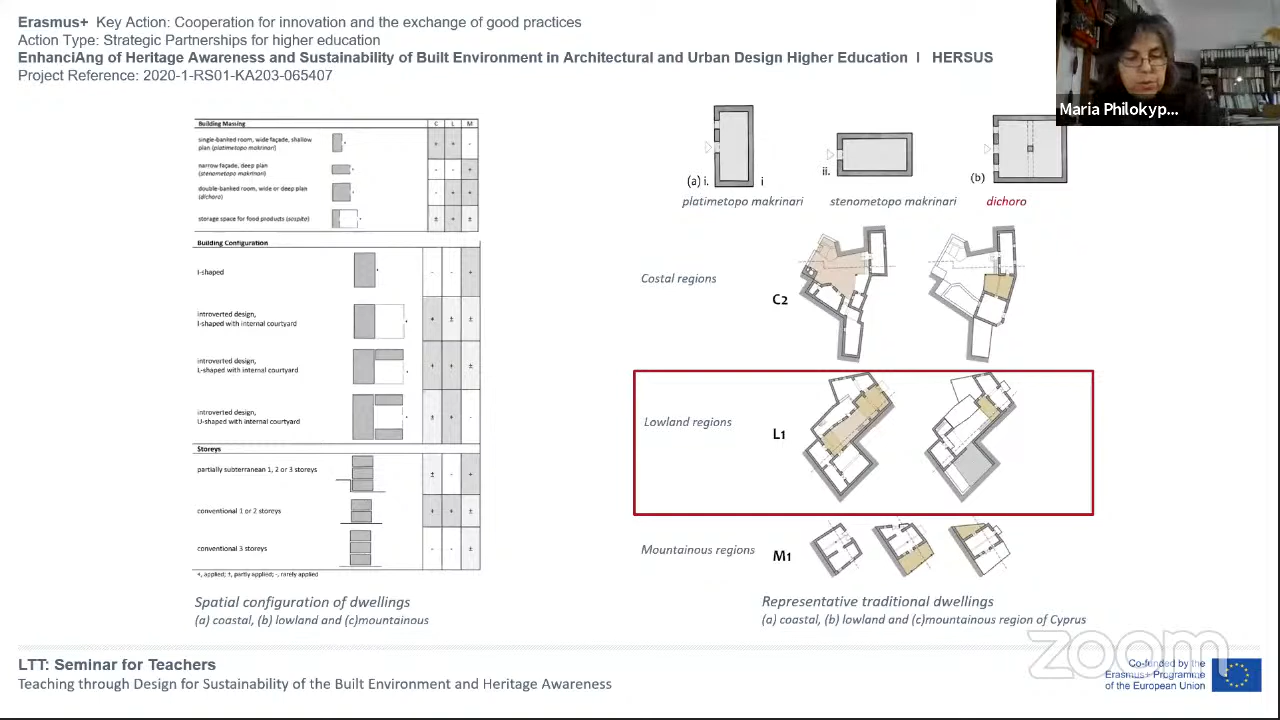 Erasmus+ Key Action: Cooperation for innovation and the exchange of good practices
Action Type: Strategic Partnerships for higher education
EnhanciAng of Heritage Awareness and Sustainability of Built Environment in Architectural and Urban Design Higher Education I HERSUS
Project Reference: 2020-1-RS01-KA203-065407
Maria Philokyp...
Building Massing C L M
single-banked room, wide façade, shallow
plan (platimetopo makrinari) + + -
narrow façade, deep plan
(stenometopo makrinari) - - +
double-banked room, wide or deep plan
(dichoro) - + +
storage space for food products (sospito) ± + ±
Building Configuration
I-shaped - - +
introverted design,
I-shaped with internal courtyard + ± ±
introverted design,
L-shaped with internal courtyard + + ±
introverted design,
U-shaped with internal courtyard ± + -
Storeys
partially subterranean 1, 2 or 3 storeys ± - +
conventional 1 or 2 storeys + + ±
conventional 3 storeys - - ±
+, applied; ±, partly applied; -, rarely applied
Spatial configuration of dwellings
(a) coastal, (b) lowland and (c)mountainous
(a) i. i
ii.
(b)
platimetopo makrinari
stenometopo makrinari
dichoro
Costal regions
C2
Lowland regions
L1
Mountainous regions
M1
Representative traditional dwellings
(a) coastal, (b) lowland and (c)mountainous region of Cyprus
zoom
LTT: Seminar for Teachers
Teaching through Design for Sustainability of the Built Environment and Heritage Awareness
Co-funded by the
Erasmus+ Programme
of the European Union